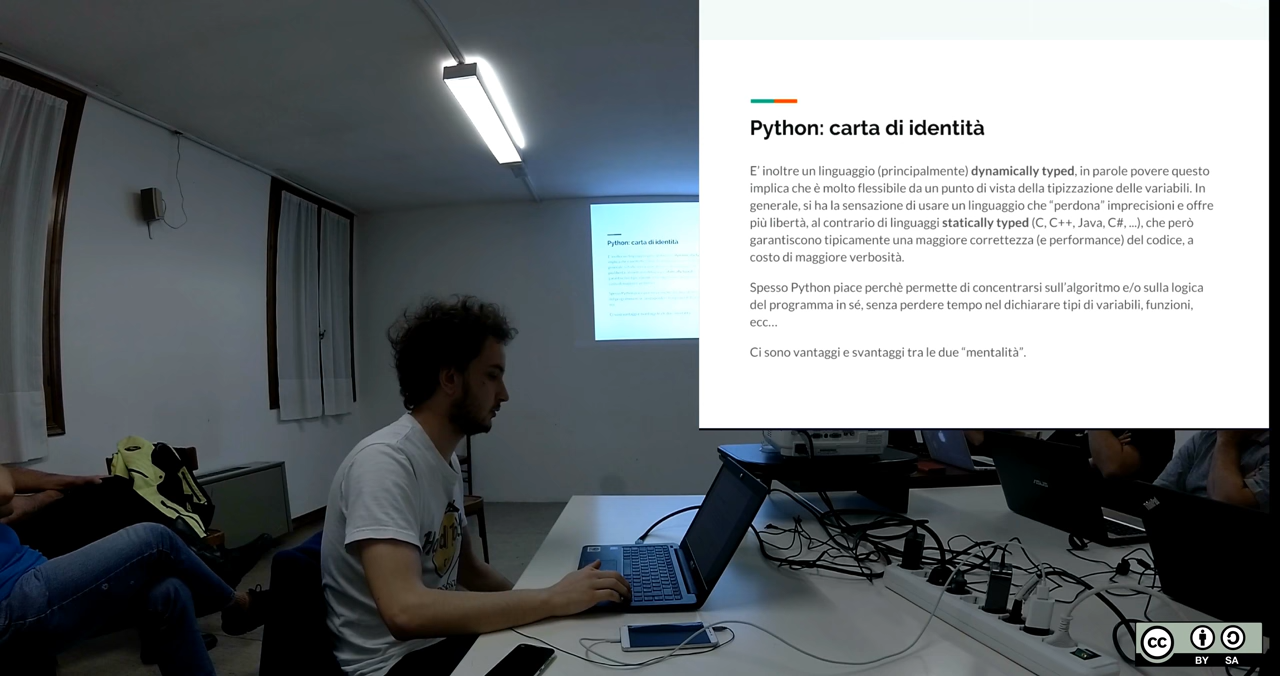 Python: carta di identità
E' inoltre un linguaggio (principalmente) dynamically typed, in parole povere questo
implica che è molto flessibile da un punto di vista della tipizzazione delle variabili. In
generale, si ha la sensazione di usare un linguaggio che “perdona” imprecisioni e offre
più libertà, al contrario di linguaggi statically typed (C, C++, Java, C#, ...), che però
garantiscono tipicamente una maggiore correttezza (e performance) del codice, a
costo di maggiore verbosità.
Spesso Python piace perchè permette di concentrarsi sull'algoritmo e/o sulla logica
del programma in sé, senza perdere tempo nel dichiarare tipi di variabili, funzioni,
ecc...
Ci sono vantaggi e svantaggi tra le due “mentalità”.
Python: carta di identità
ASUS
cc
BY SA